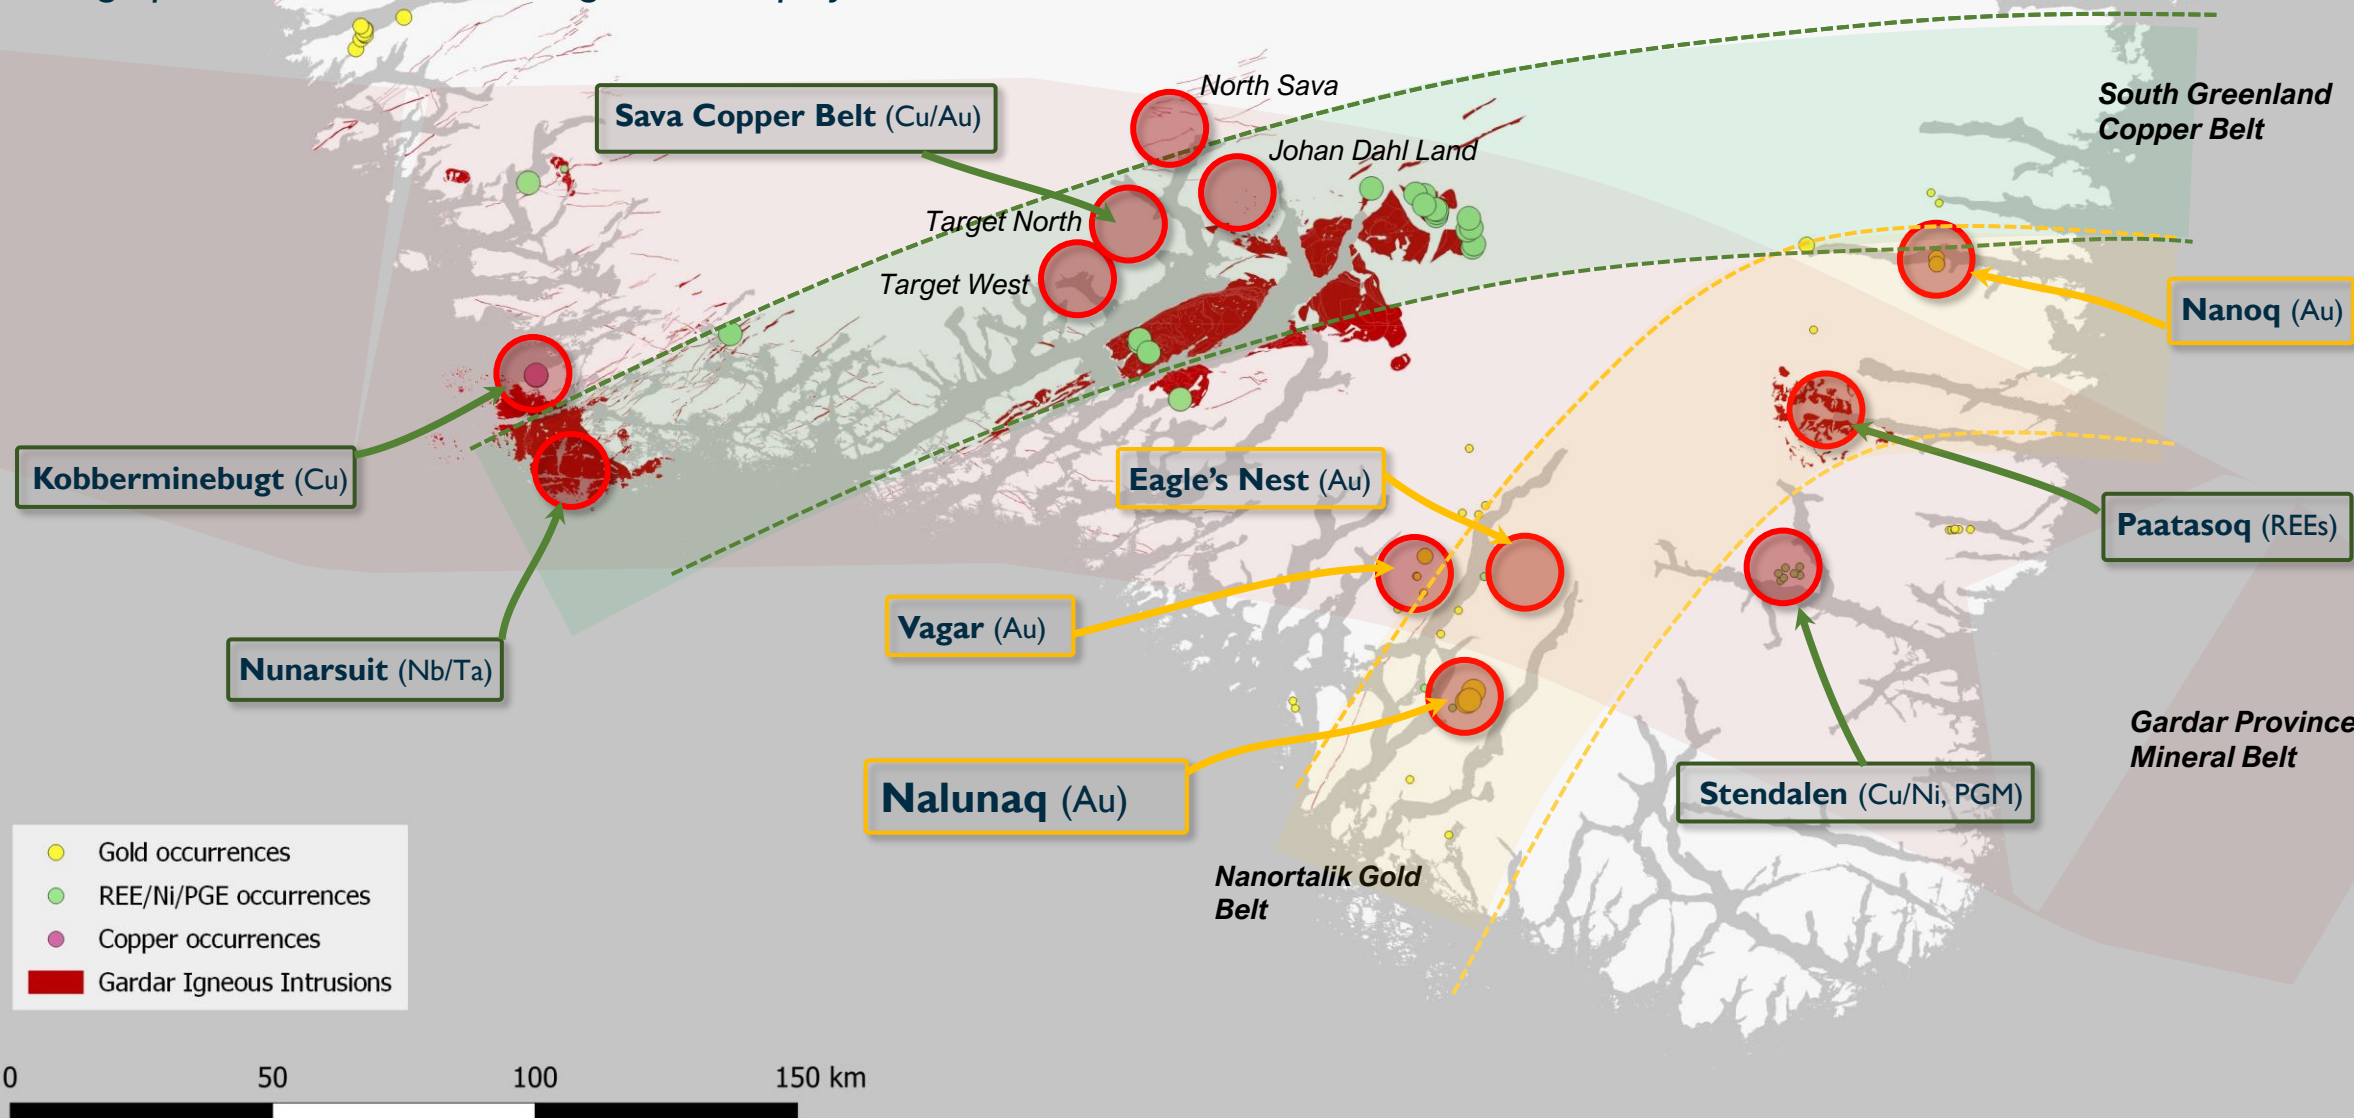 North Sava
Sava Copper Belt (Cu/Au)
South Greenland
Copper Belt
Johan Dahl Land
Target North
Target West
Nanoq (Au)
Kobberminebugt (Cu)
Eagle's Nest (Au)
Paatasoq (REEs)
Vagar (Au)
Nunarsuit (Nb/Ta)
Gardar Province
Mineral Belt
Nalunaq (Au)
Stendalen (Cu/Ni, PGM)
Nanortalik Gold
Belt
Gold occurrences
REE/Ni/PGE occurrences
Copper occurrences
Gardar Igneous Intrusions
0 50 100 150 km